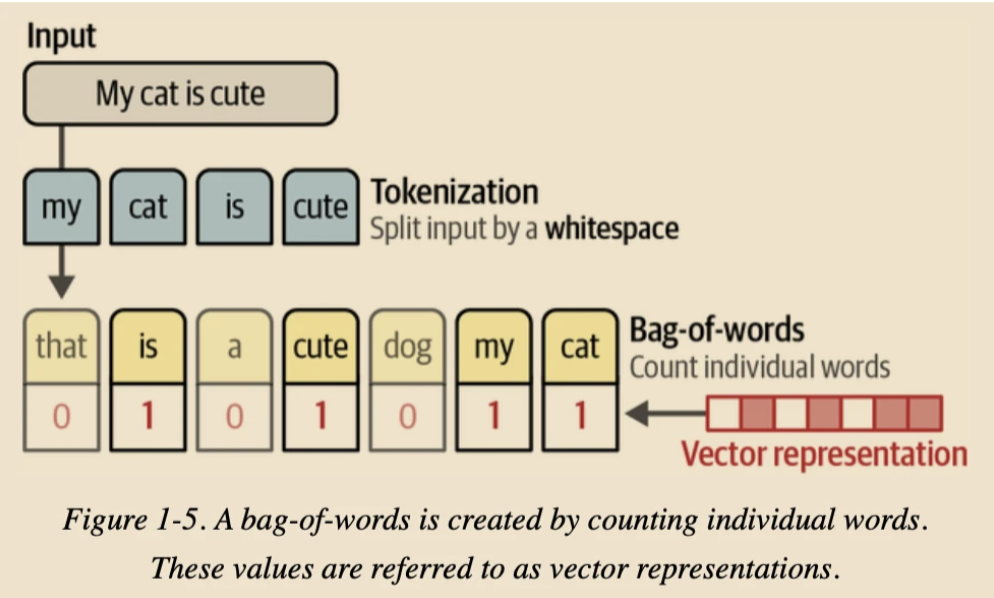 Input
My cat is cute
my cat is cute
Tokenization
Split input by a whitespace
that is a cute dog my cat
0 1 0 1 0 1 1
Bag-of-words
Count individual words
Vector representation
Figure 1-5. A bag-of-words is created by counting individual words.
These values are referred to as vector representations.